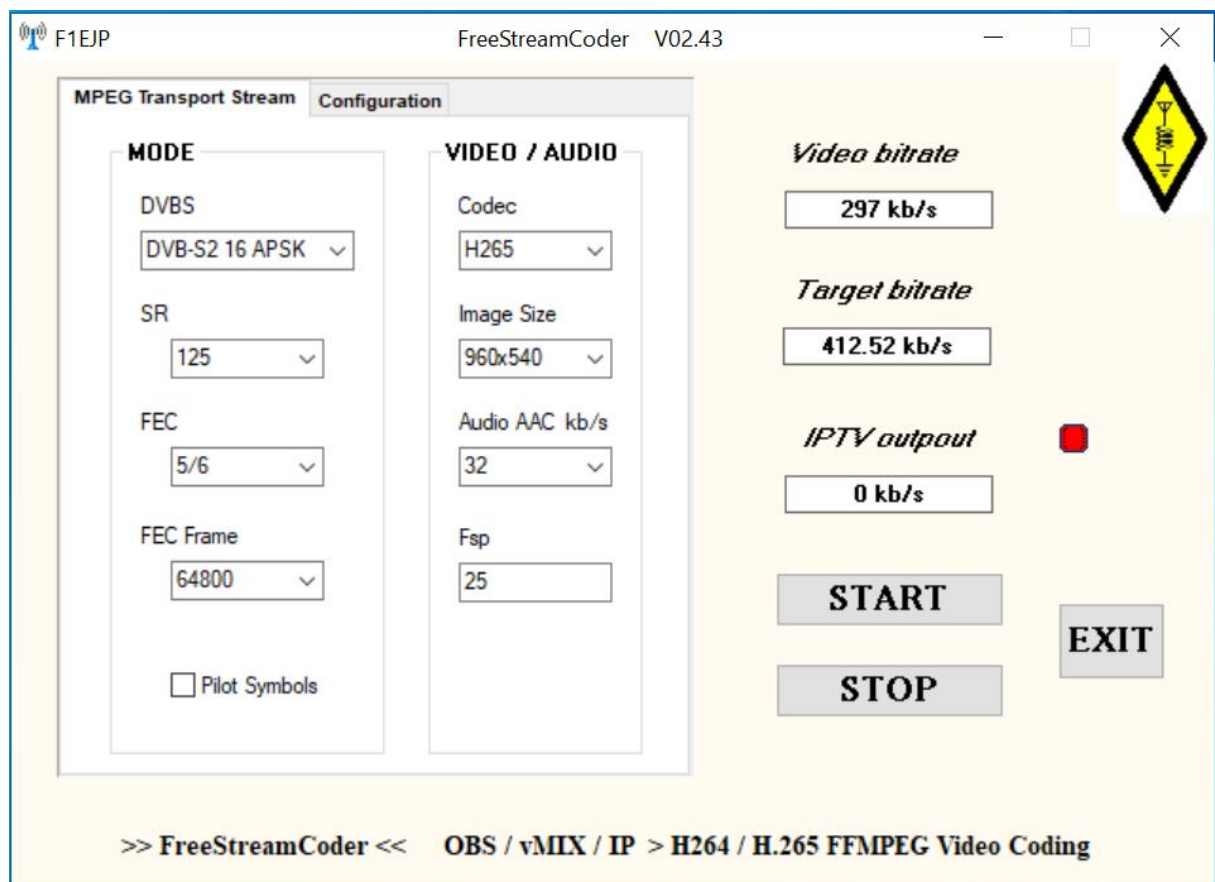 F1EJP
FreeStreamCoder V02.43
MPEG Transport Stream
Configuration
MODE
DVBS
DVB-S2 16 APSK
SR
125
FEC
5/6
FEC Frame
64800
Pilot Symbols
VIDEO / AUDIO
Codec
H265
Image Size
960x540
Audio AAC kb/s
32
Fsp
25
Video bitrate
297 kb/s
Target bitrate
412.52 kb/s
IPTV outpout
0 kb/s
START
STOP
EXIT
>> FreeStreamCoder << OBS / vMIX / IP > H264 / H.265 FFMPEG Video Coding